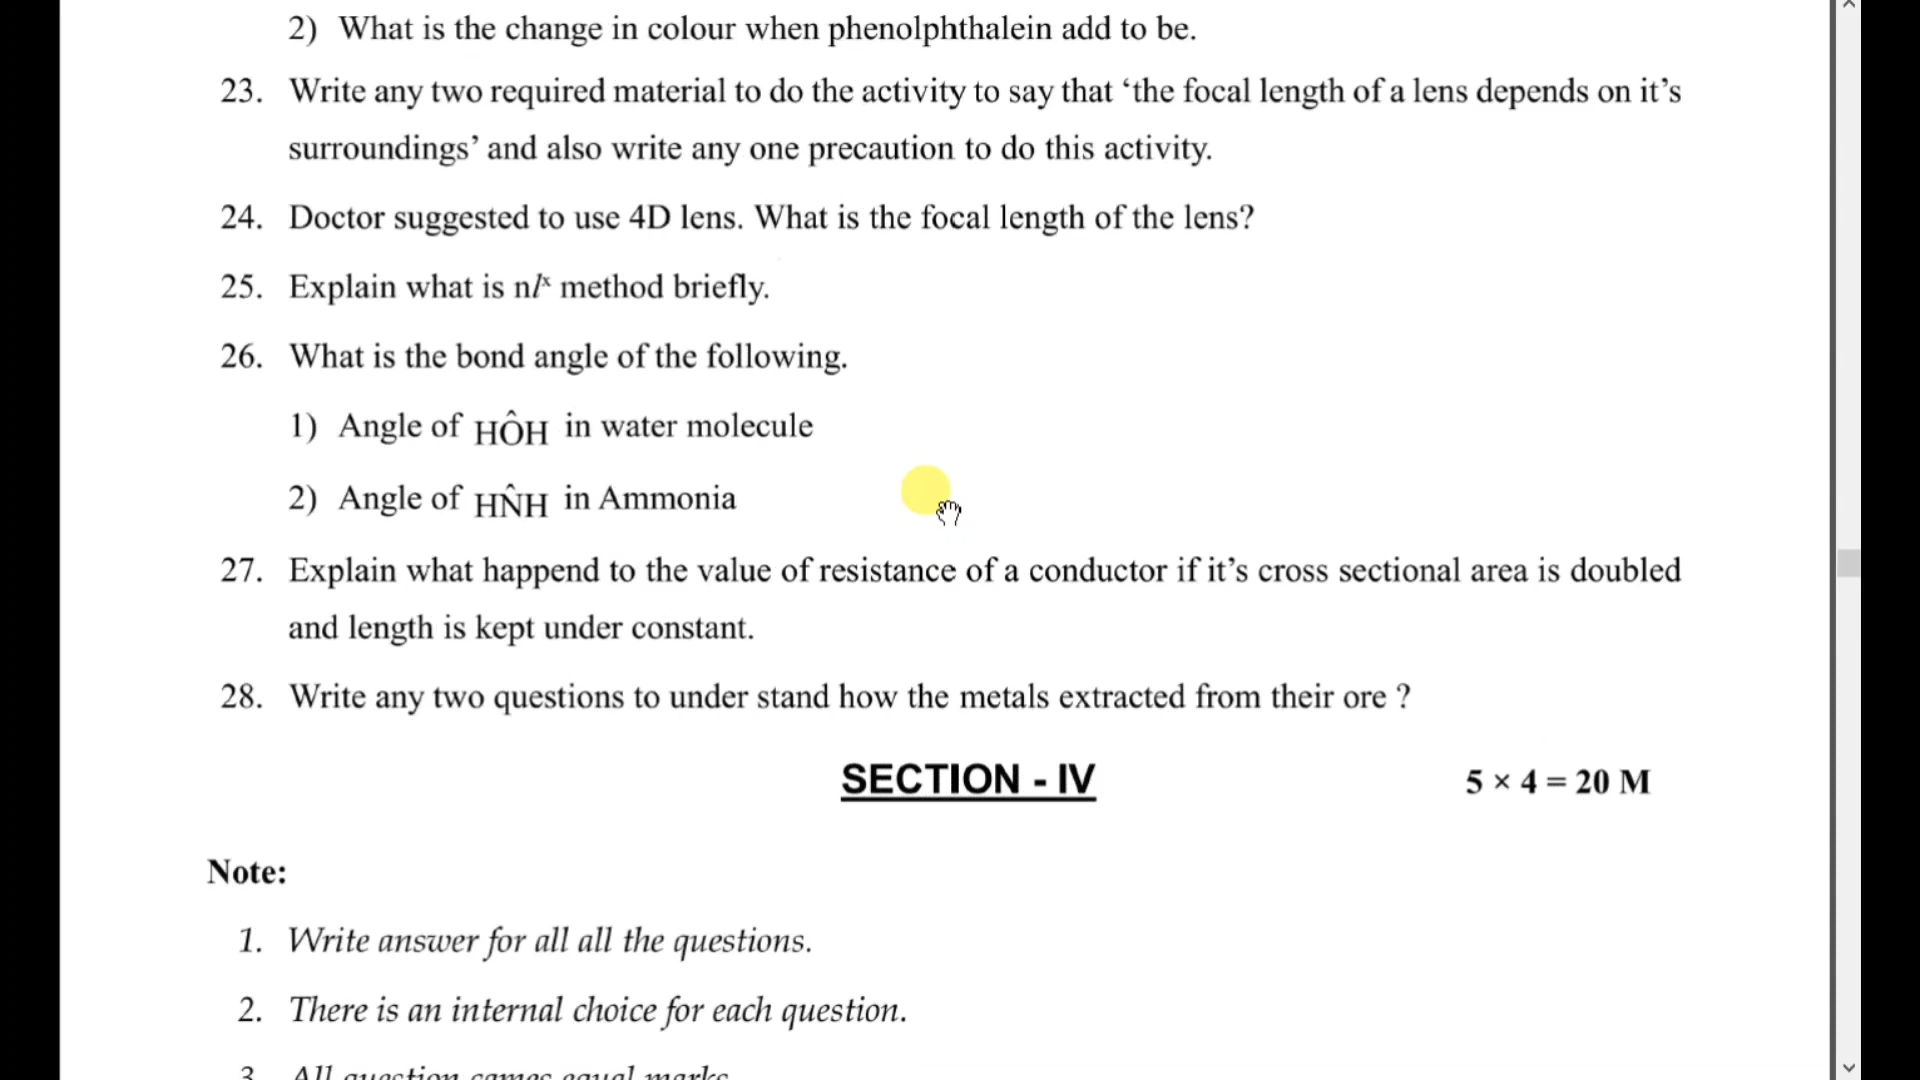 2) What is the change in colour when phenolphthalein add to be.
23. Write any two required material to do the activity to say that ‘the focal length of a lens depends on it’s
surroundings’ and also write any one precaution to do this activity.
24. Doctor suggested to use 4D lens. What is the focal length of the lens?
25. Explain what is nlˣ method briefly.
26. What is the bond angle of the following.
1) Angle of HÔH in water molecule
2) Angle of HN̂H in Ammonia
27. Explain what happend to the value of resistance of a conductor if it’s cross sectional area is doubled
and length is kept under constant.
28. Write any two questions to under stand how the metals extracted from their ore ?
SECTION - IV 5 × 4 = 20 M
Note:
1. Write answer for all all the questions.
2. There is an internal choice for each question.
3. All question comes equal marks